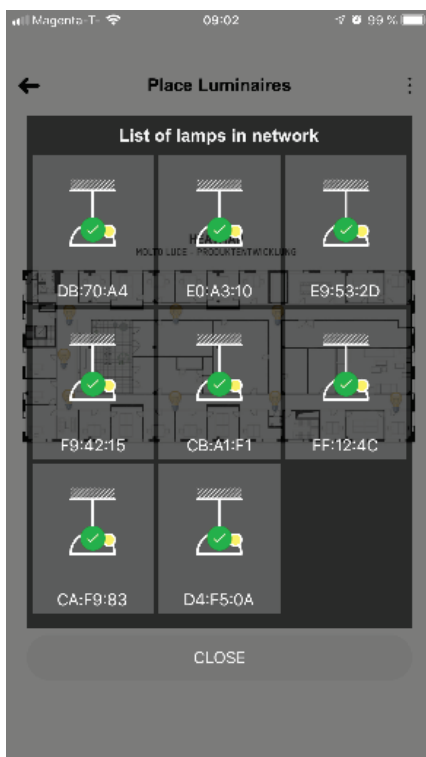 Magenta-T- 09:02 99 %
Place Luminaires
List of lamps in network
HEATMAP
MOLTO LUCE - PRODUKTENTWICKLUNG
DB:70:A4 E0:A3:10 E9:53:2D
F9:42:15 CB:A1:F1 FF:12:4C
CA:F9:83 D4:F5:0A
CLOSE